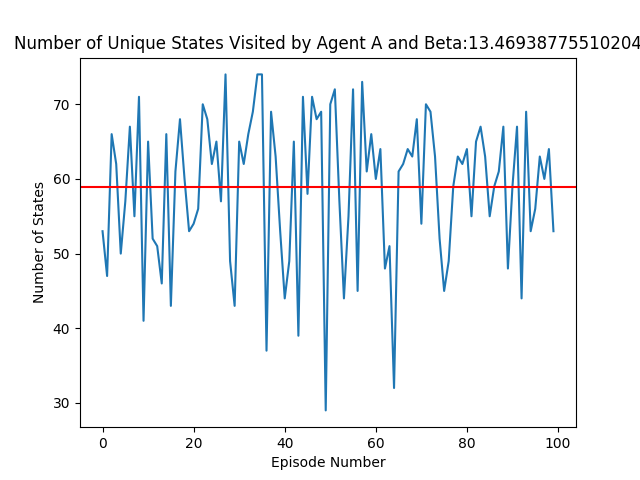 Number of Unique States Visited by Agent A and Beta:13.46938775510204
Number of States
70
60
50
40
30
0 20 40 60 80 100
Episode Number